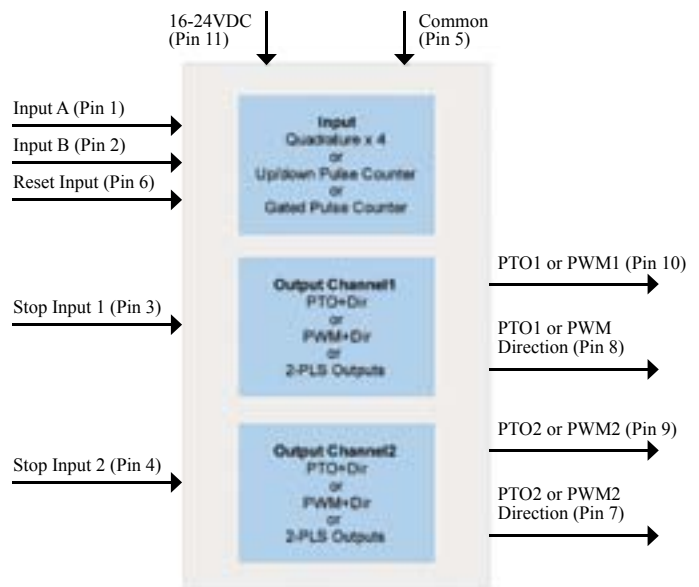 16-24VDC
(Pin 11)
Common
(Pin 5)
Input A (Pin 1)
Input B (Pin 2)
Reset Input (Pin 6)
Input
Quadrature x 4
or
Up/down Pulse Counter
or
Gated Pulse Counter
Stop Input 1 (Pin 3)
Output Channel1
PTO+Dir
or
PWM+Dir
or
2-PLS Outputs
PTO1 or PWM1 (Pin 10)
PTO1 or PWM
Direction (Pin 8)
Stop Input 2 (Pin 4)
Output Channel2
PTO+Dir
or
PWM+Dir
or
2-PLS Outputs
PTO2 or PWM2 (Pin 9)
PTO2 or PWM2
Direction (Pin 7)